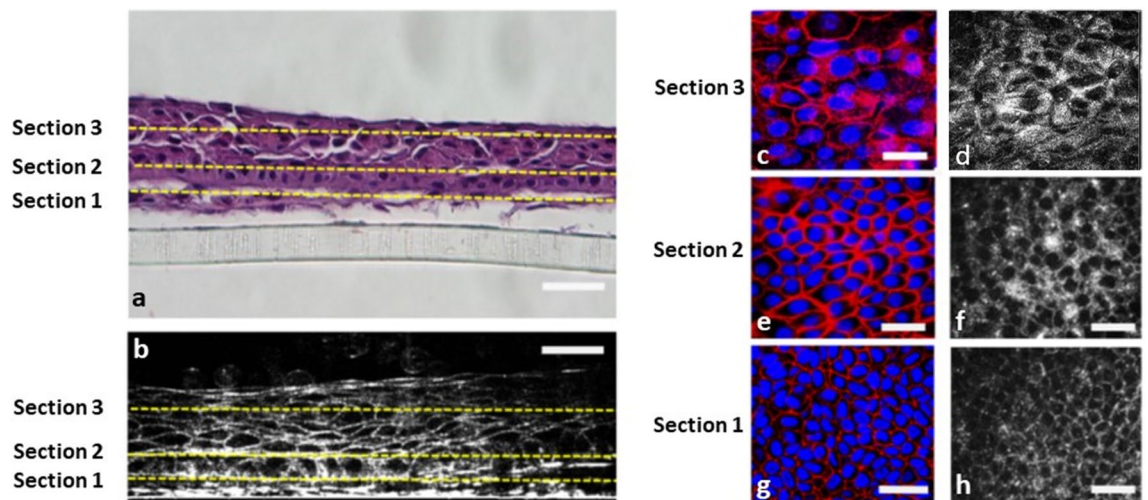 Section 3
Section 2
Section 1
a
b
Section 3
Section 2
Section 1
Section 3
c
d
Section 2
e
f
Section 1
g
h